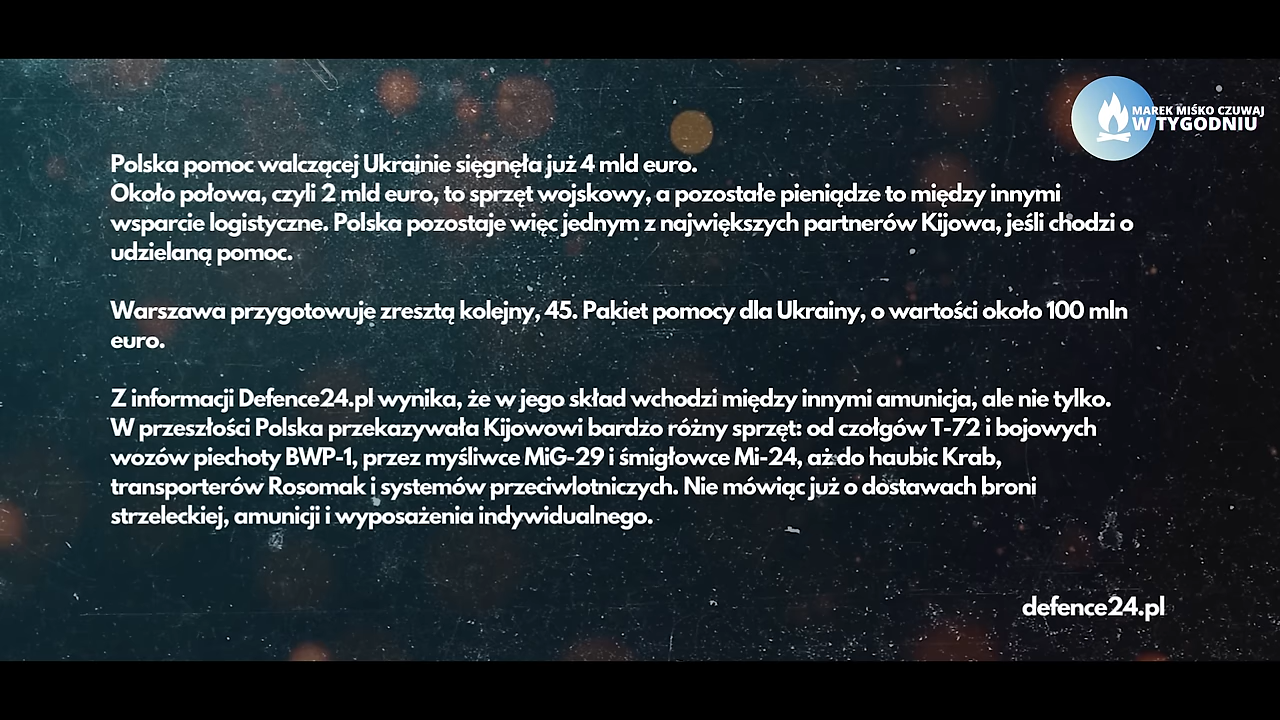 MAREK MIŚKO CZUWAJ
W TYGODNIU
Polska pomoc walczącej Ukrainie sięgnęła już 4 mld euro.
Około połowa, czyli 2 mld euro, to sprzęt wojskowy, a pozostałe pieniądze to między innymi
wsparcie logistyczne. Polska pozostaje więc jednym z największych partnerów Kijowa, jeśli chodzi o
udzielaną pomoc.
Warszawa przygotowuje zresztą kolejny, 45. Pakiet pomocy dla Ukrainy, o wartości około 100 mln
euro.
Z informacji Defence24.pl wynika, że w jego skład wchodzi między innymi amunicja, ale nie tylko.
W przeszłości Polska przekazywała Kijowowi bardzo różny sprzęt: od czołgów T-72 i bojowych
wozów piechoty BWP-1, przez myśliwce MiG-29 i śmigłowce Mi-24, aż do haubic Krab,
transporterów Rosomak i systemów przeciwlotniczych. Nie mówiąc już o dostawach broni
strzeleckiej, amunicji i wyposażenia indywidualnego.
defence24.pl